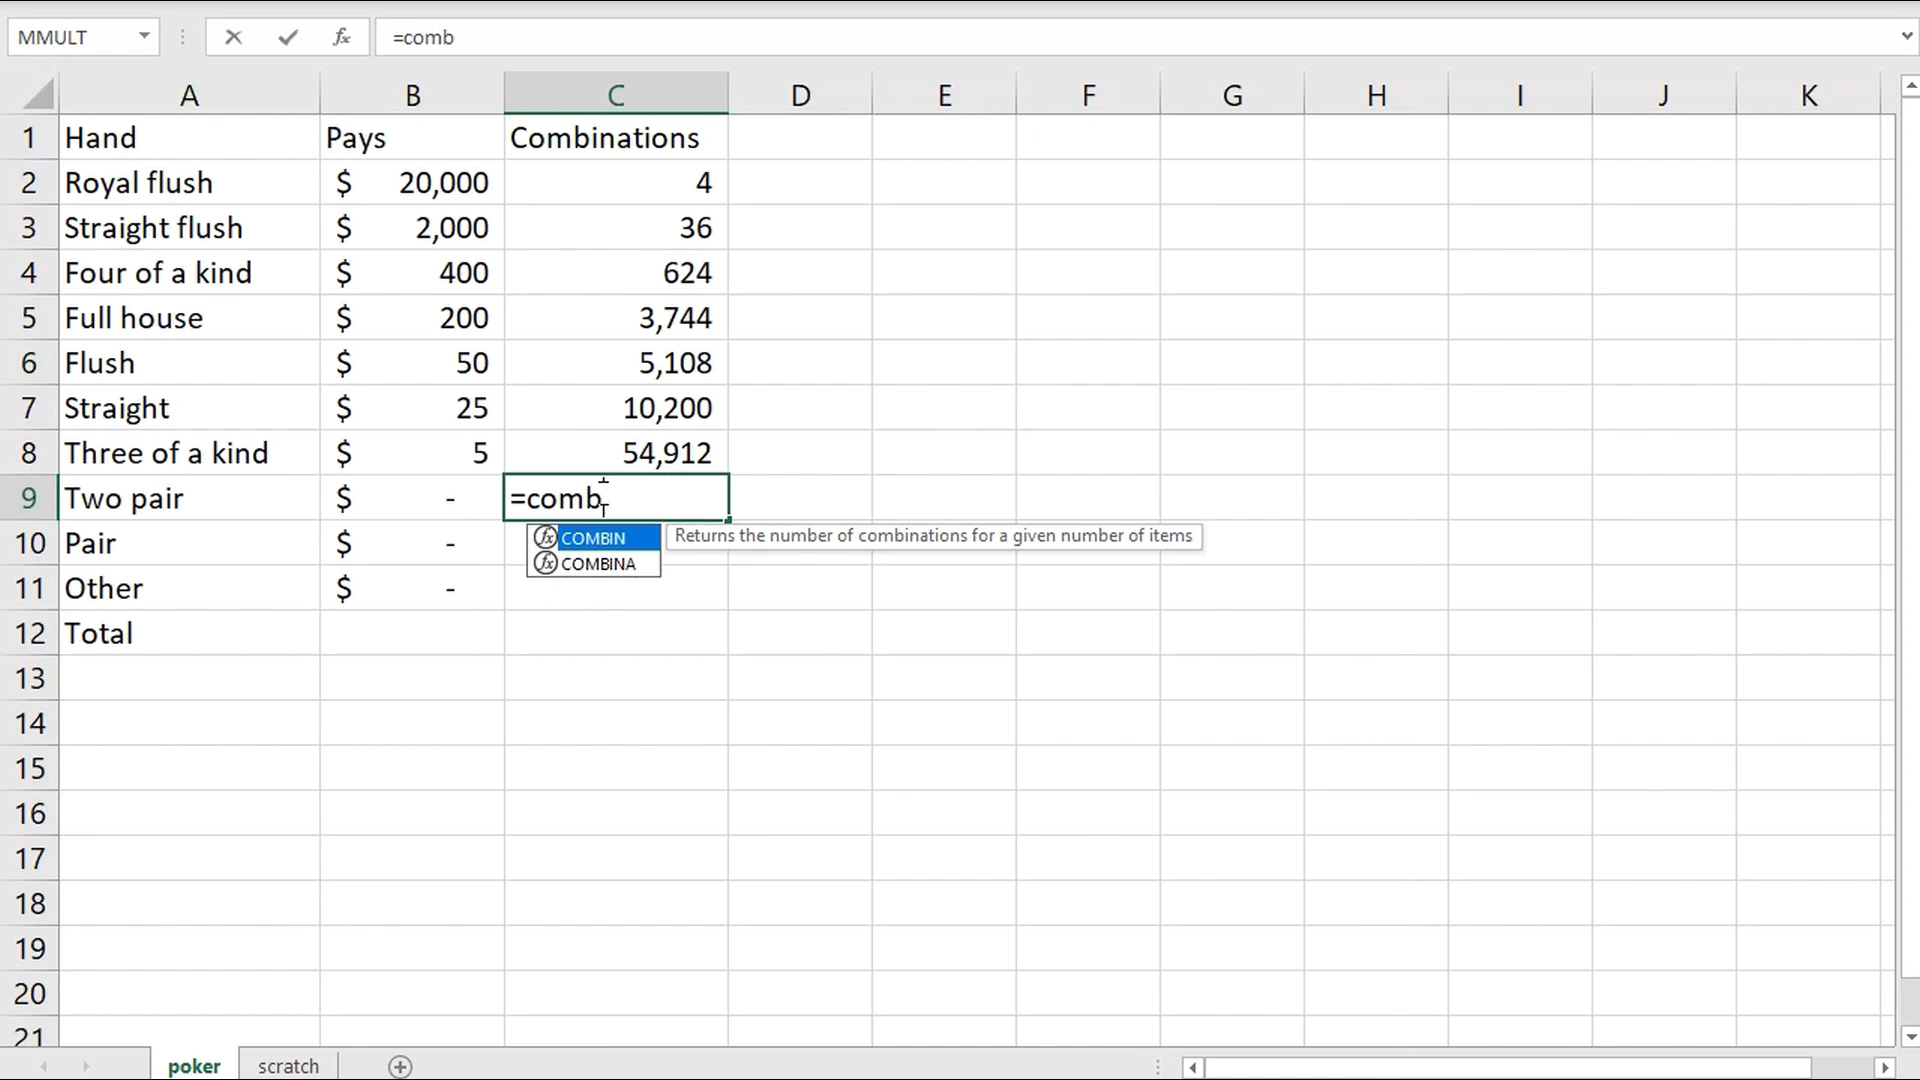 MMULT =comb
A B C D E F G H I J K
1 Hand Pays Combinations
2 Royal flush $ 20,000 4
3 Straight flush $ 2,000 36
4 Four of a kind $ 400 624
5 Full house $ 200 3,744
6 Flush $ 50 5,108
7 Straight $ 25 10,200
8 Three of a kind $ 5 54,912
9 Two pair $ - =comb
fx COMBIN Returns the number of combinations for a given number of items
10 Pair $ -
fx COMBINA
11 Other $ -
12 Total
13
14
15
16
17
18
19
20
21
poker scratch